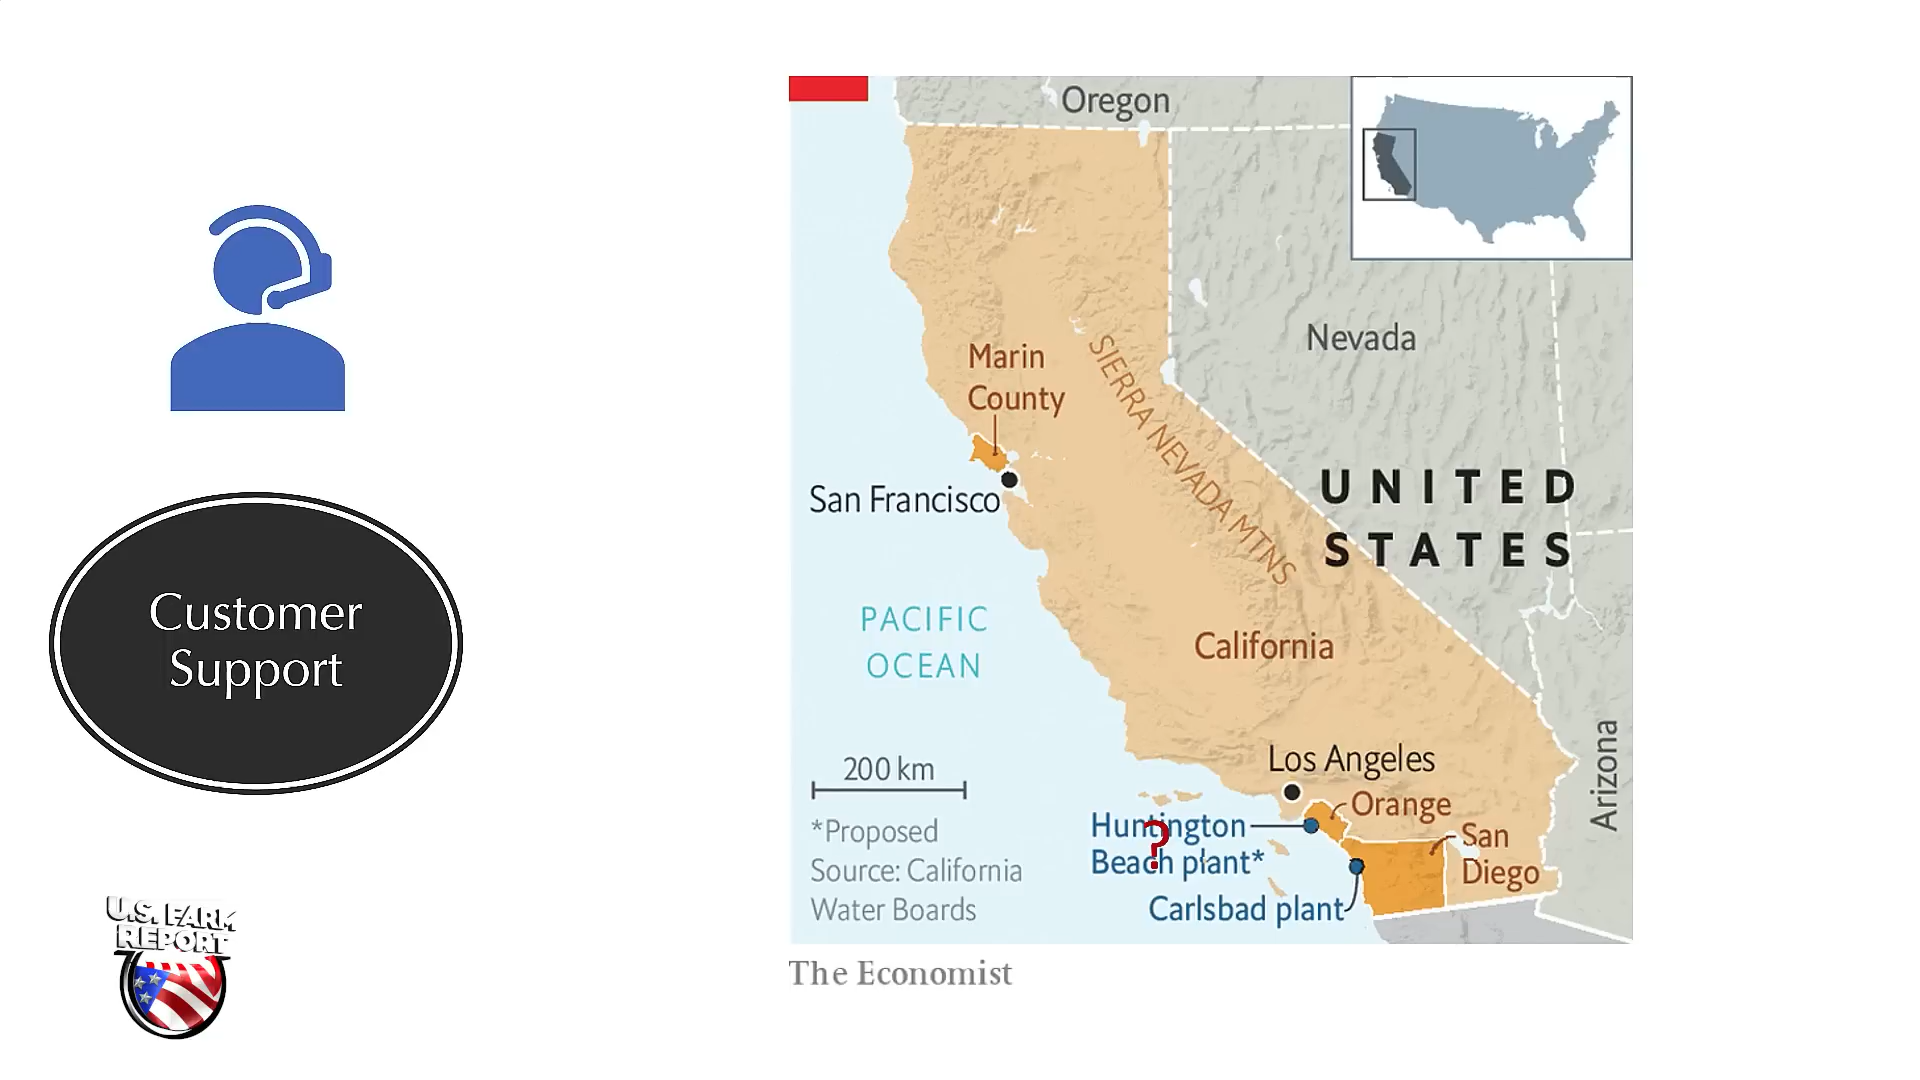 Customer
Support
U.S. FARM
REPORT
Oregon
Nevada
Marin
County
SIERRA NEVADA MTNS
San Francisco
UNITED
STATES
PACIFIC
OCEAN
California
Arizona
Los Angeles
200 km
Orange
*Proposed
Source: California
Water Boards
Huntington
Beach plant*
?
San
Diego
Carlsbad plant
The Economist